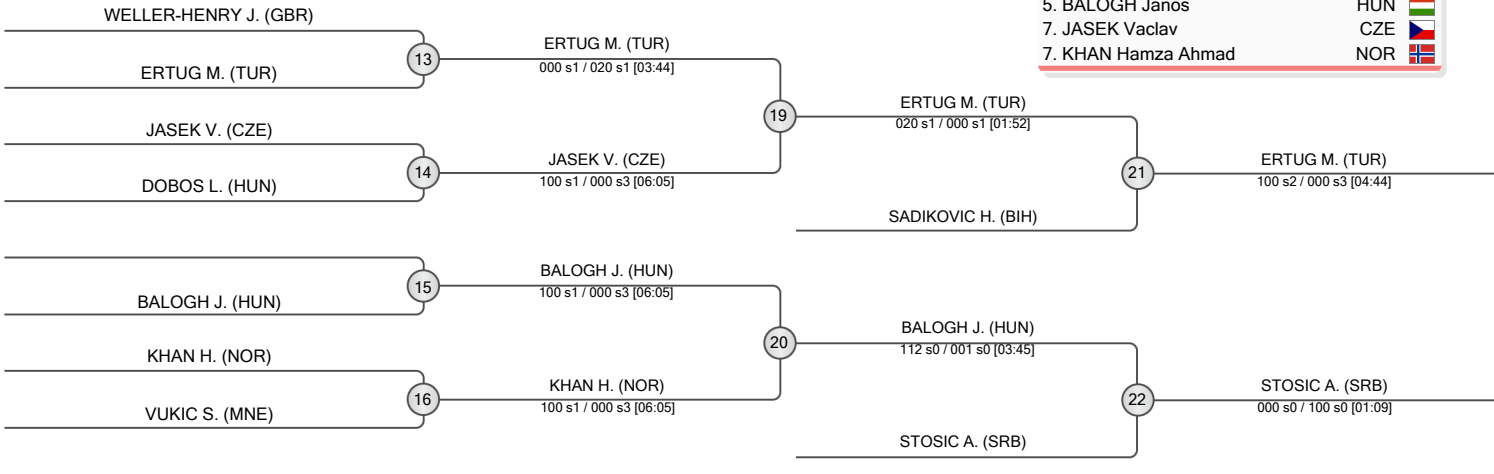 WELLER-HENRY J. (GBR)
ERTUG M. (TUR)
JASEK V. (CZE)
DOBOS L. (HUN)
BALOGH J. (HUN)
KHAN H. (NOR)
VUKIC S. (MNE)
13
14
15
16
ERTUG M. (TUR)
000 s1 / 020 s1 [03:44]
JASEK V. (CZE)
100 s1 / 000 s3 [06:05]
BALOGH J. (HUN)
100 s1 / 000 s3 [06:05]
KHAN H. (NOR)
100 s1 / 000 s3 [06:05]
19
20
ERTUG M. (TUR)
020 s1 / 000 s1 [01:52]
SADIKOVIC H. (BIH)
BALOGH J. (HUN)
112 s0 / 001 s0 [03:45]
STOSIC A. (SRB)
21
22
ERTUG M. (TUR)
100 s2 / 000 s3 [04:44]
STOSIC A. (SRB)
000 s0 / 100 s0 [01:09]
5. BALOGH Janos HUN
7. JASEK Vaclav CZE
7. KHAN Hamza Ahmad NOR